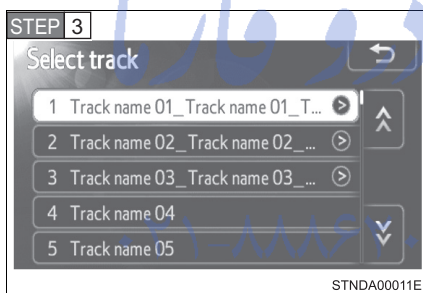 STEP 3
Select track
1 Track name 01_Track name 01_T...
2 Track name 02_Track name 02_...
3 Track name 03_Track name 03_...
4 Track name 04
5 Track name 05
STNDA00011E